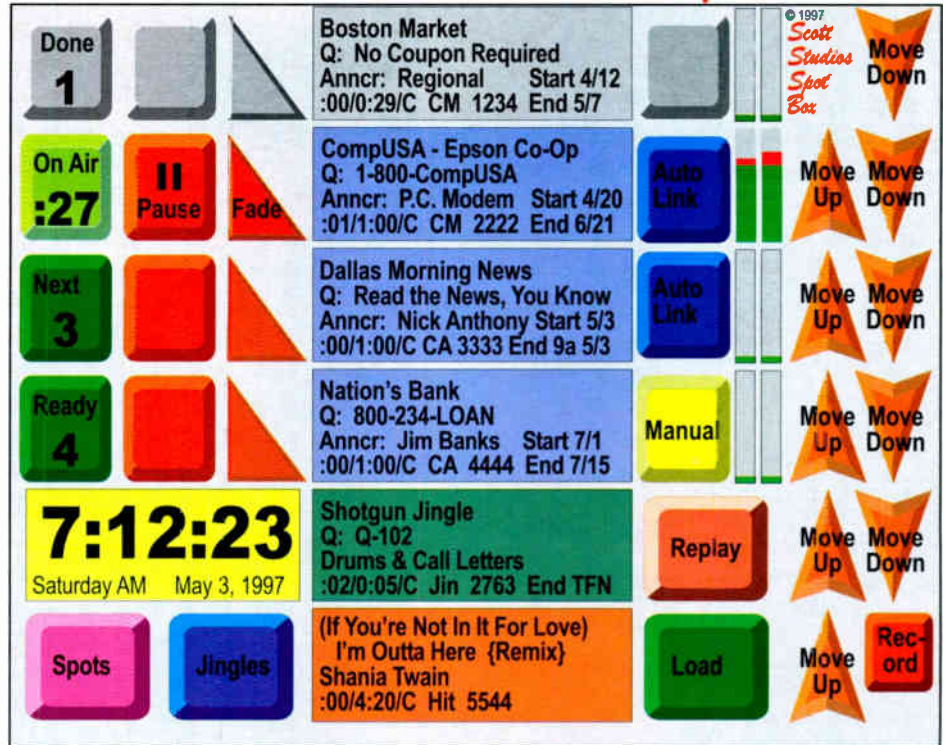 Done
1
Boston Market
Q: No Coupon Required
Anncr: Regional Start 4/12
:00/0:29/C CM 1234 End 5/7
© 1997
Scott
Studios
Spot
Box
Move
Down
On Air
:27
Pause
Fade
CompUSA - Epson Co-Op
Q: 1-800-CompUSA
Anncr: P.C. Modem Start 4/20
:01/1:00/C CM 2222 End 6/21
Auto
Link
Move
Up
Move
Down
Next
3
Dallas Morning News
Q: Read the News, You Know
Anncr: Nick Anthony Start 5/3
:00/1:00/C CA 3333 End 9a 5/3
Auto
Link
Move
Up
Move
Down
Ready
4
Nation's Bank
Q: 800-234-LOAN
Anncr: Jim Banks Start 7/1
:00/1:00/C CA 4444 End 7/15
Manual
Move
Up
Move
Down
7:12:23
Saturday AM May 3, 1997
Shotgun Jingle
Q: Q-102
Drums & Call Letters
:02/0:05/C Jin 2763 End TFN
Replay
Move
Up
Move
Down
Spots
Jingles
(If You're Not In It For Love)
I'm Outta Here {Remix}
Shania Twain
:00/4:20/C Hit 5544
Load
Move
Up
Rec-
ord